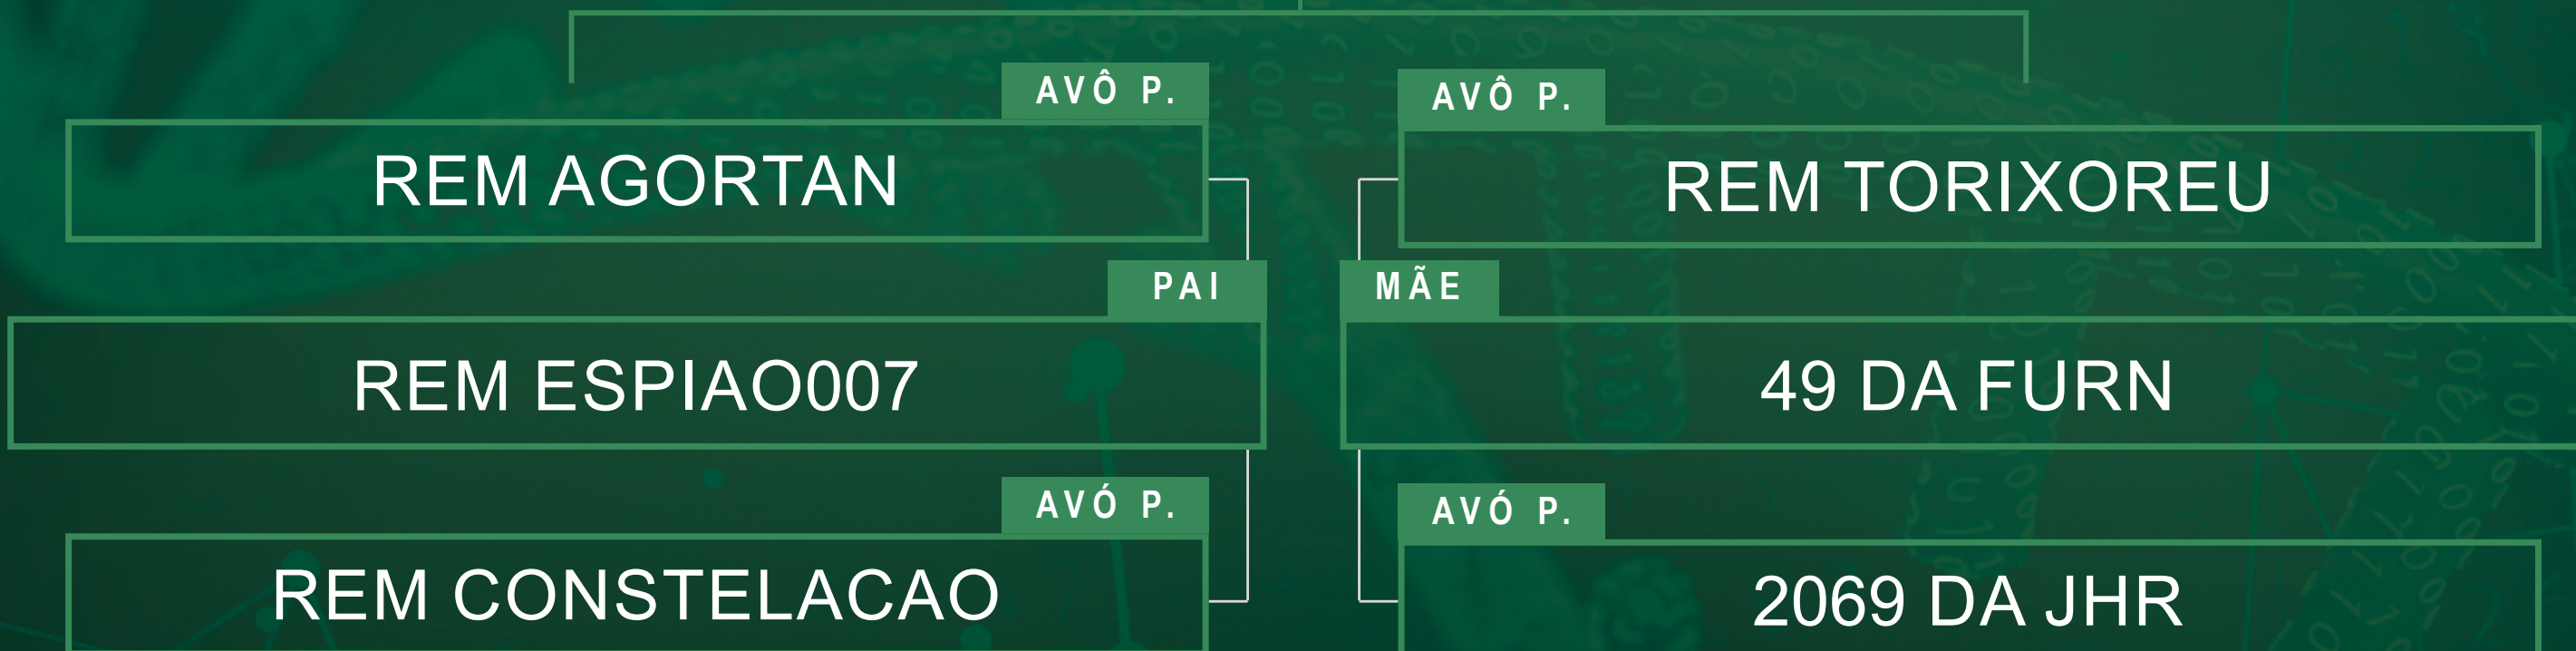 AVÔ P.
REM AGORTAN
PAI
REM ESPIAO007
AVÓ P.
REM CONSTELACAO
AVÔ P.
REM TORIXOREU
MÃE
49 DA FURN
AVÓ P.
2069 DA JHR